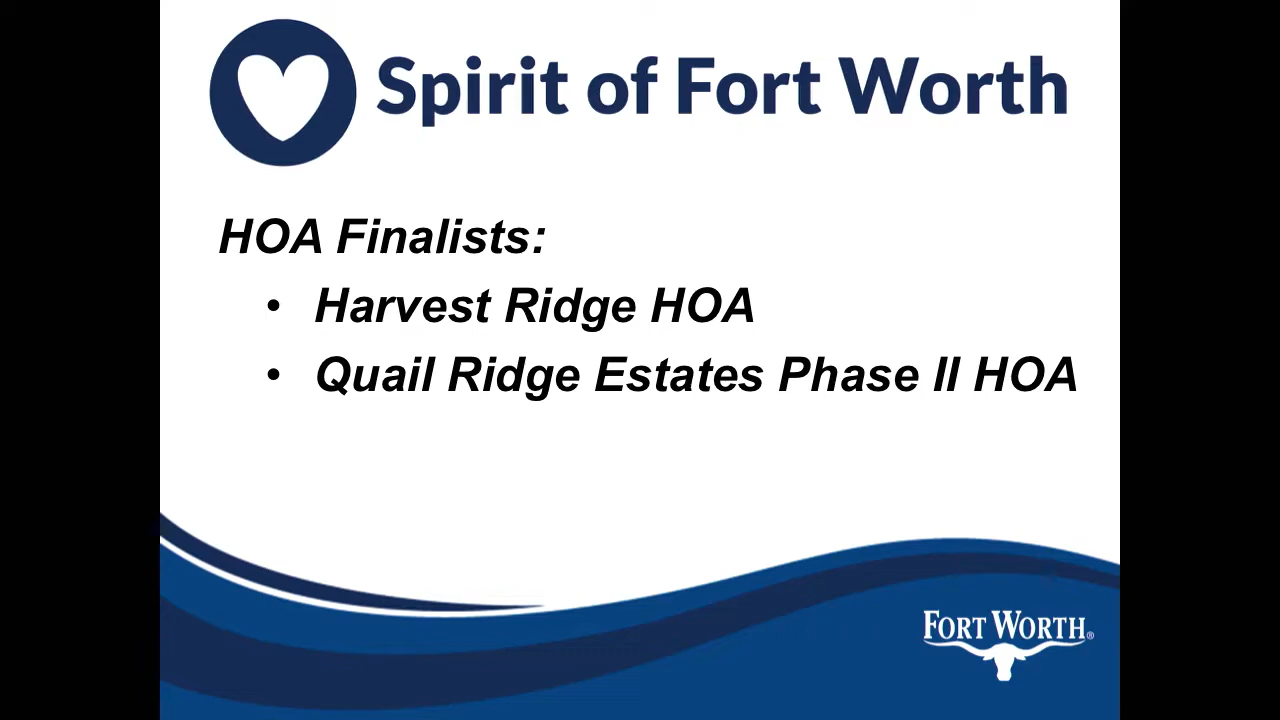 Spirit of Fort Worth
HOA Finalists:
• Harvest Ridge HOA
• Quail Ridge Estates Phase II HOA
FORT WORTH®